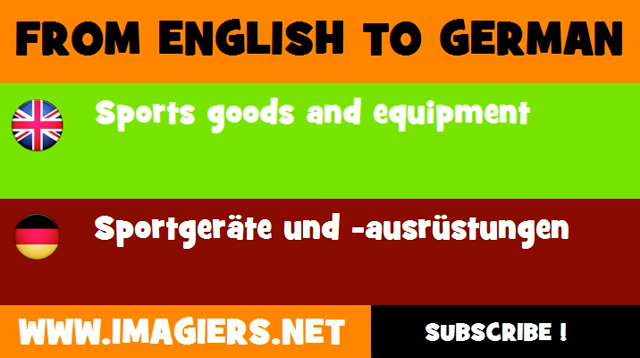 FROM ENGLISH TO GERMAN
Sports goods and equipment
Sportgeräte und -ausrüstungen
WWW.IMAGIERS.NET
SUBSCRIBE !